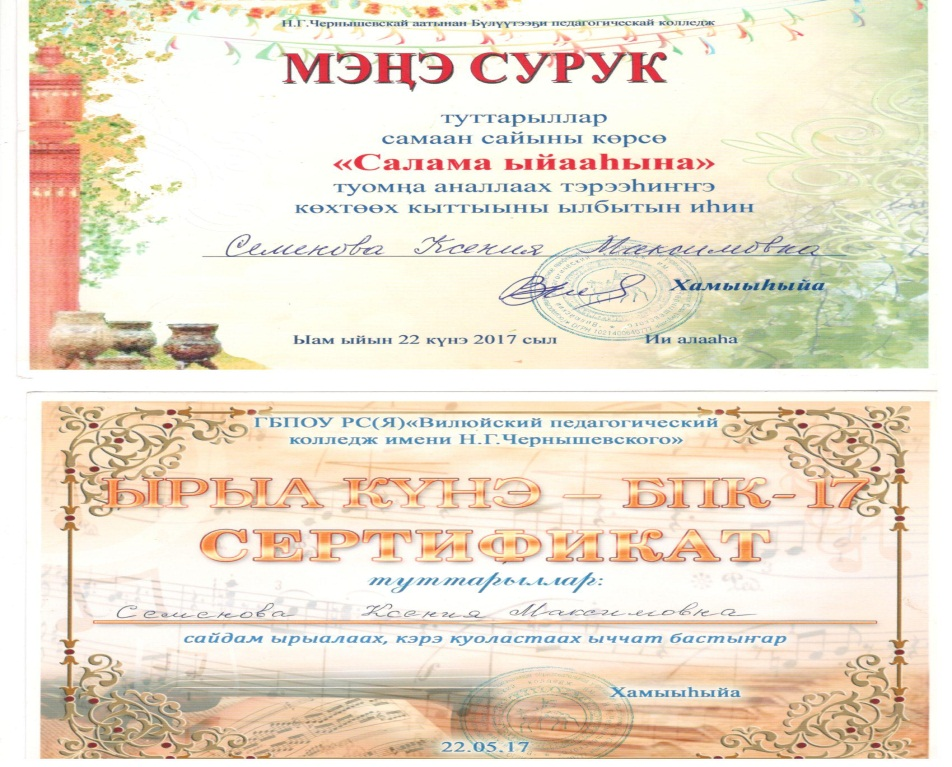 Н.Г.Чернышевскай аатынан Бүлүүтээҕи педагогическай колледж
МЭҢЭ СУРУК
туттарыллар
самаан сайыны көрсө
«Салама ыйааһына»
туомҥа аналлаах тэрээһиҥҥэ
көхтөөх кыттыыны ылбытын иһин
Семенова Ксения Максимовна
Хамыыһыйа
Ыам ыйын 22 күнэ 2017 сыл Ии алааһа
ГБПОУ РС(Я)«Вилюйский педагогический
колледж имени Н.Г.Чернышевского»
ЫРЫА КҮНЭ – БПК-17
СЕРТИФИКАТ
туттарыллар:
Семенова Ксения Максимовна
сайдам ырыалаах, кэрэ куоластаах ыччат бастыҥар
Хамыыһыйа
22.05.17